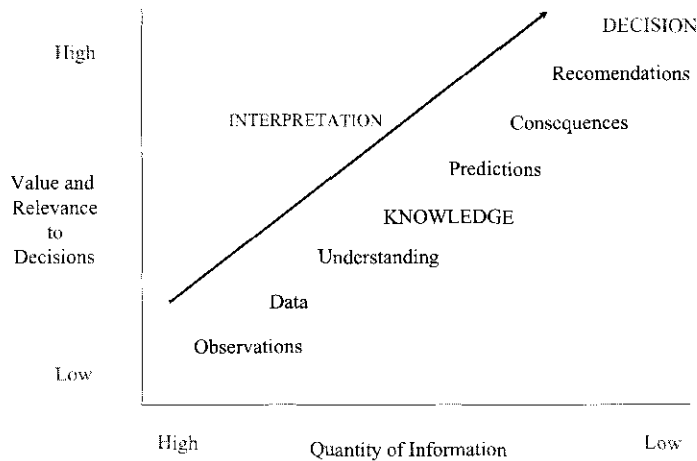 DECISION
High
Recomendations
INTERPRETATION
Consequences
Predictions
Value and
Relevance
to
Decisions
KNOWLEDGE
Understanding
Data
Observations
Low
High
Quantity of Information
Low